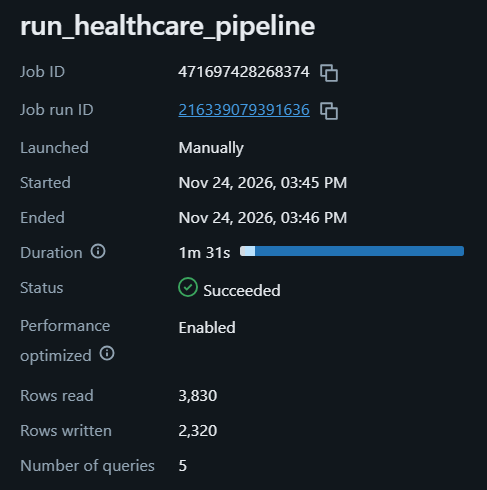 run_healthcare_pipeline
Job ID 471697428268374
Job run ID 216339079391636
Launched Manually
Started Nov 24, 2026, 03:45 PM
Ended Nov 24, 2026, 03:46 PM
Duration 1m 31s
Status Succeeded
Performance optimized Enabled
Rows read 3,830
Rows written 2,320
Number of queries 5